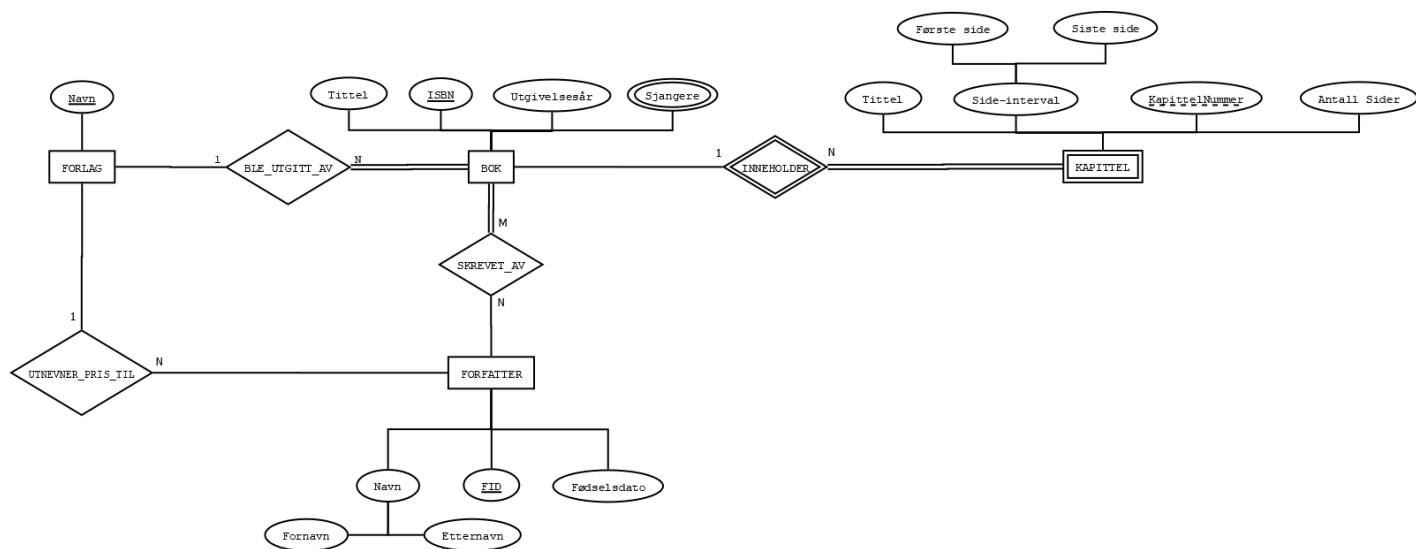 Første side
Siste side
Navn
Tittel
ISBN
Utgivelsesår
Sjangere
Tittel
Side-interval
KapittelNummer
Antall Sider
FORLAG
1
BLE_UTGITT_AV
N
BOK
1
INNEHOLDER
N
KAPITTEL
M
SKREVET_AV
N
1
UTNEVNER_PRIS_TIL
N
FORFATTER
Navn
FID
Fødselsdato
Fornavn
Etternavn